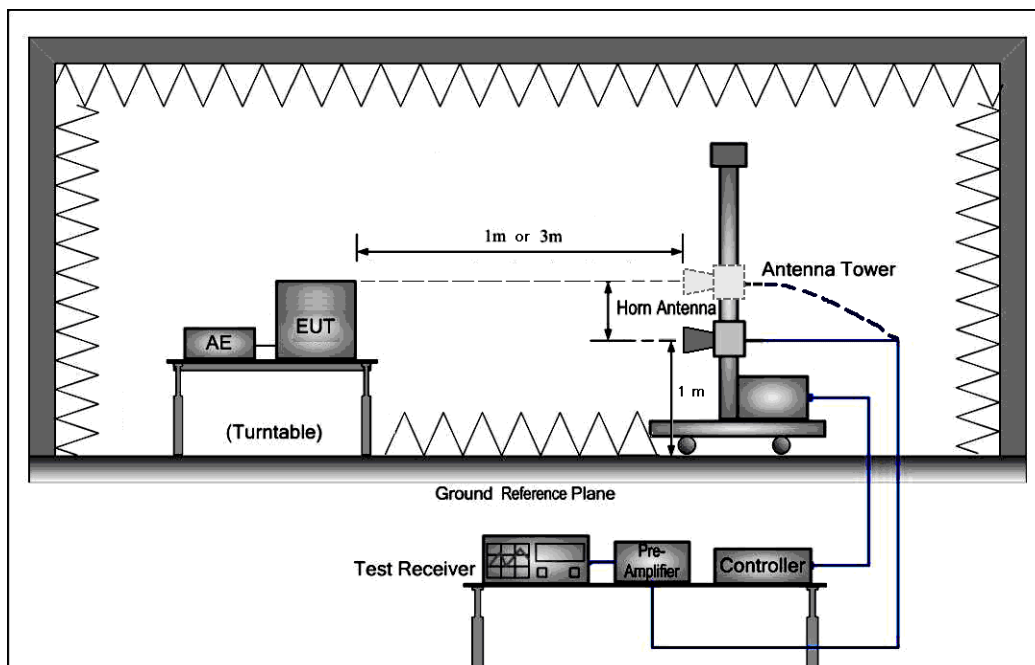 1m or 3m
Antenna Tower
Horn Antenna
EUT
AE
1 m
(Turntable)
Ground Reference Plane
Test Receiver
Pre-
Amplifier
Controller